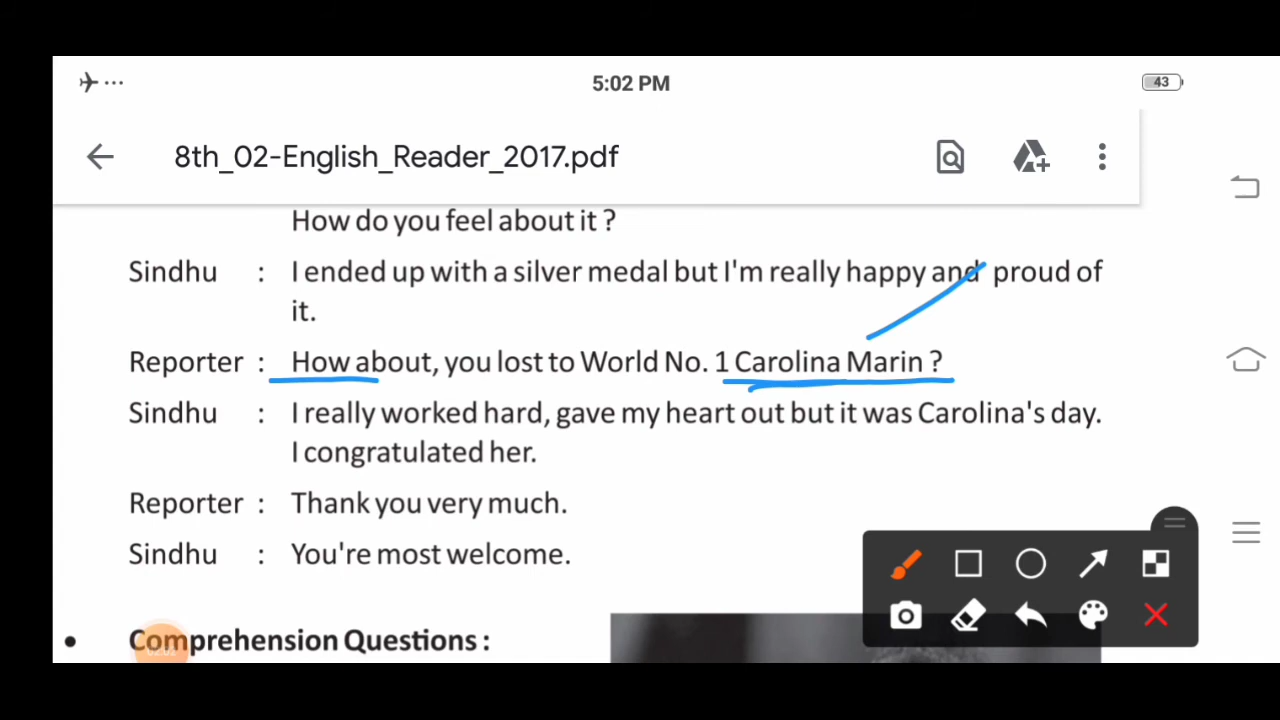 5:02 PM
43
8th_02-English_Reader_2017.pdf
How do you feel about it ?
Sindhu : I ended up with a silver medal but I'm really happy and proud of
it.
Reporter : How about, you lost to World No. 1 Carolina Marin ?
Sindhu : I really worked hard, gave my heart out but it was Carolina's day.
I congratulated her.
Reporter : Thank you very much.
Sindhu : You're most welcome.
• Comprehension Questions :
02:02